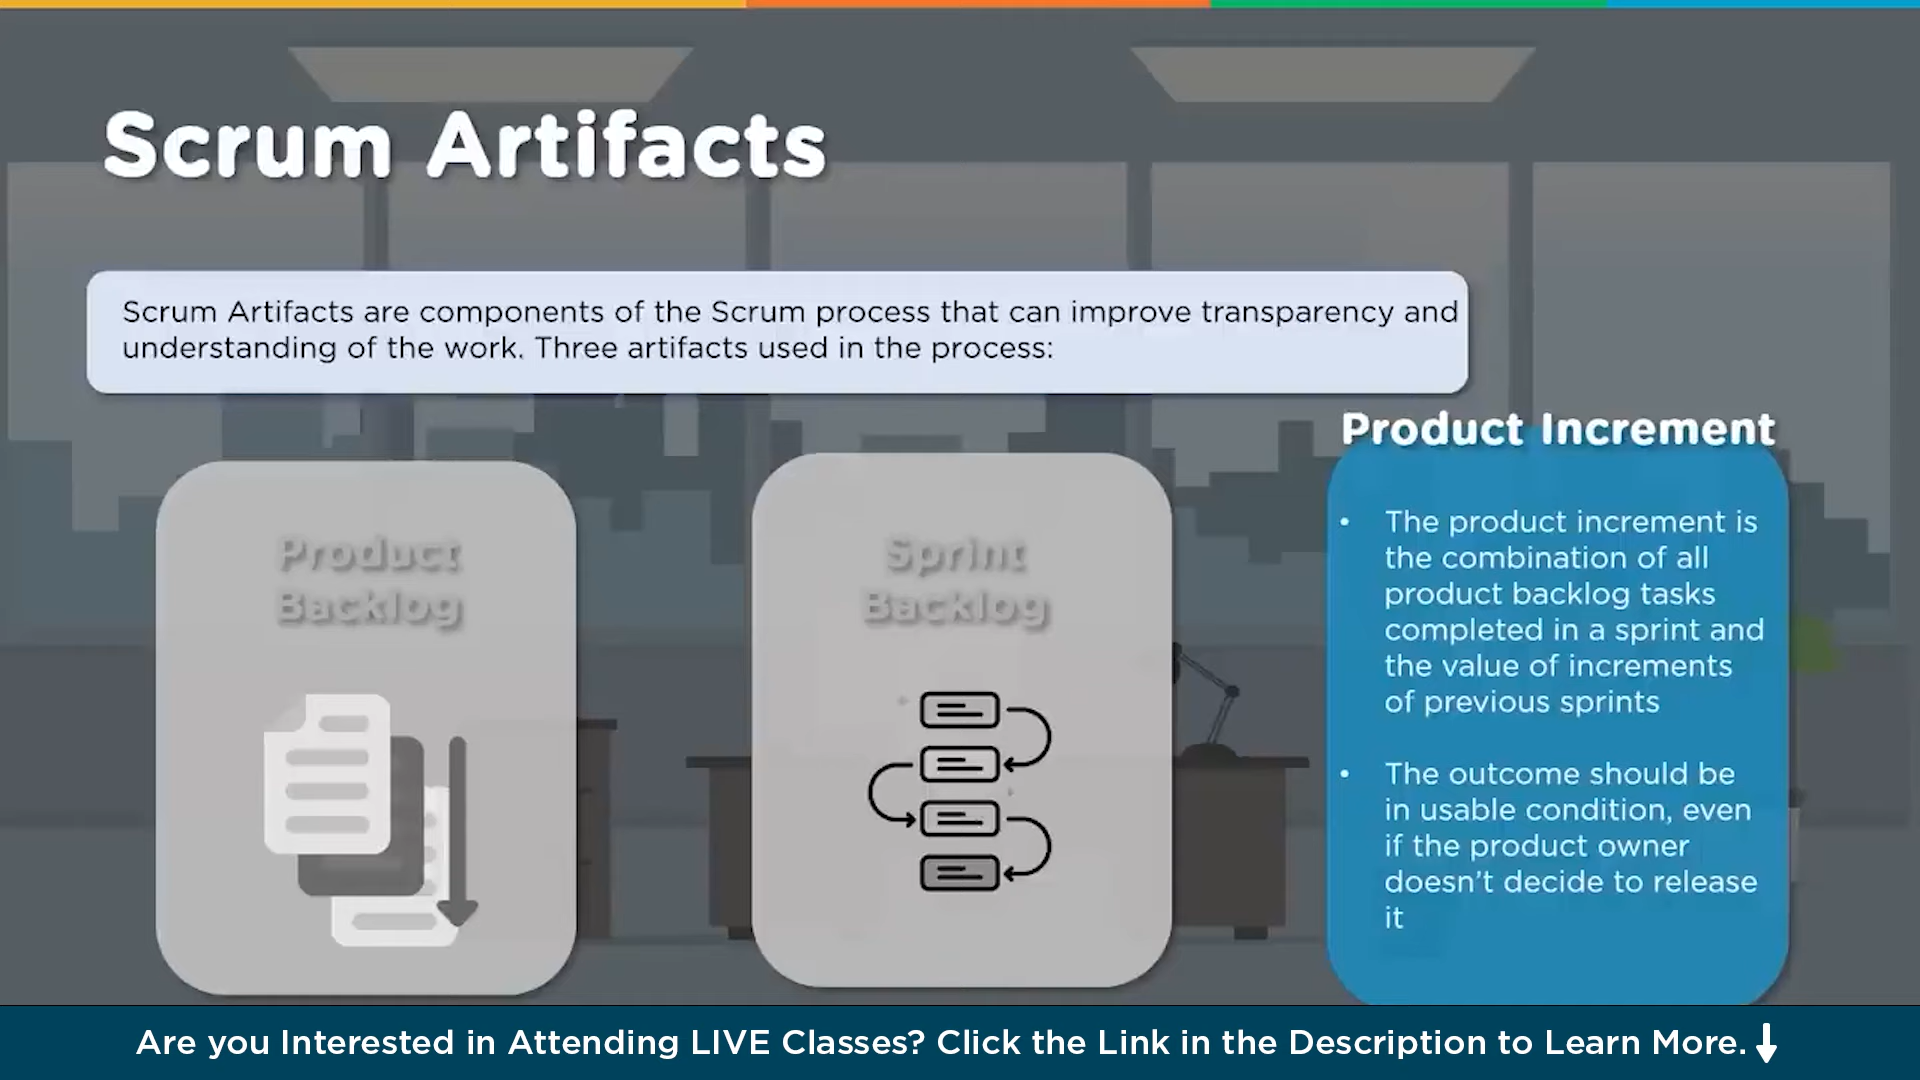 Scrum Artifacts
Scrum Artifacts are components of the Scrum process that can improve transparency and
understanding of the work. Three artifacts used in the process:
Product
Backlog
Sprint
Backlog
Product Increment
• The product increment is
the combination of all
product backlog tasks
completed in a sprint and
the value of increments
of previous sprints
• The outcome should be
in usable condition, even
if the product owner
doesn't decide to release
it
Are you Interested in Attending LIVE Classes? Click the Link in the Description to Learn More.